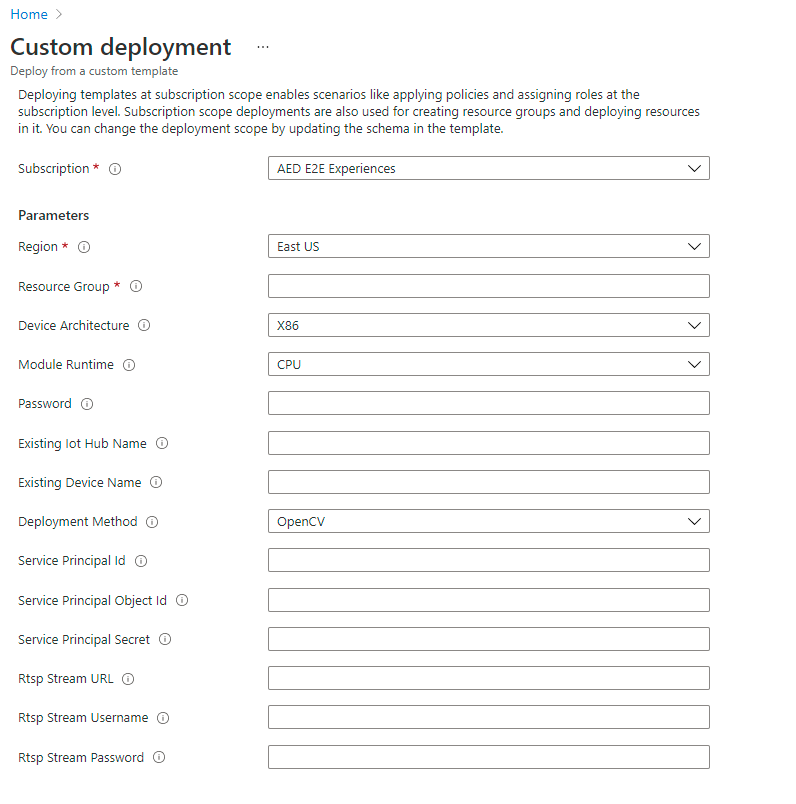 Home
Custom deployment ...
Deploy from a custom template
Deploying templates at subscription scope enables scenarios like applying policies and assigning roles at the
subscription level. Subscription scope deployments are also used for creating resource groups and deploying resources
in it. You can change the deployment scope by updating the schema in the template.
Subscription * AED E2E Experiences
Parameters
Region * East US
Resource Group *
Device Architecture X86
Module Runtime CPU
Password
Existing Iot Hub Name
Existing Device Name
Deployment Method OpenCV
Service Principal Id
Service Principal Object Id
Service Principal Secret
Rtsp Stream URL
Rtsp Stream Username
Rtsp Stream Password